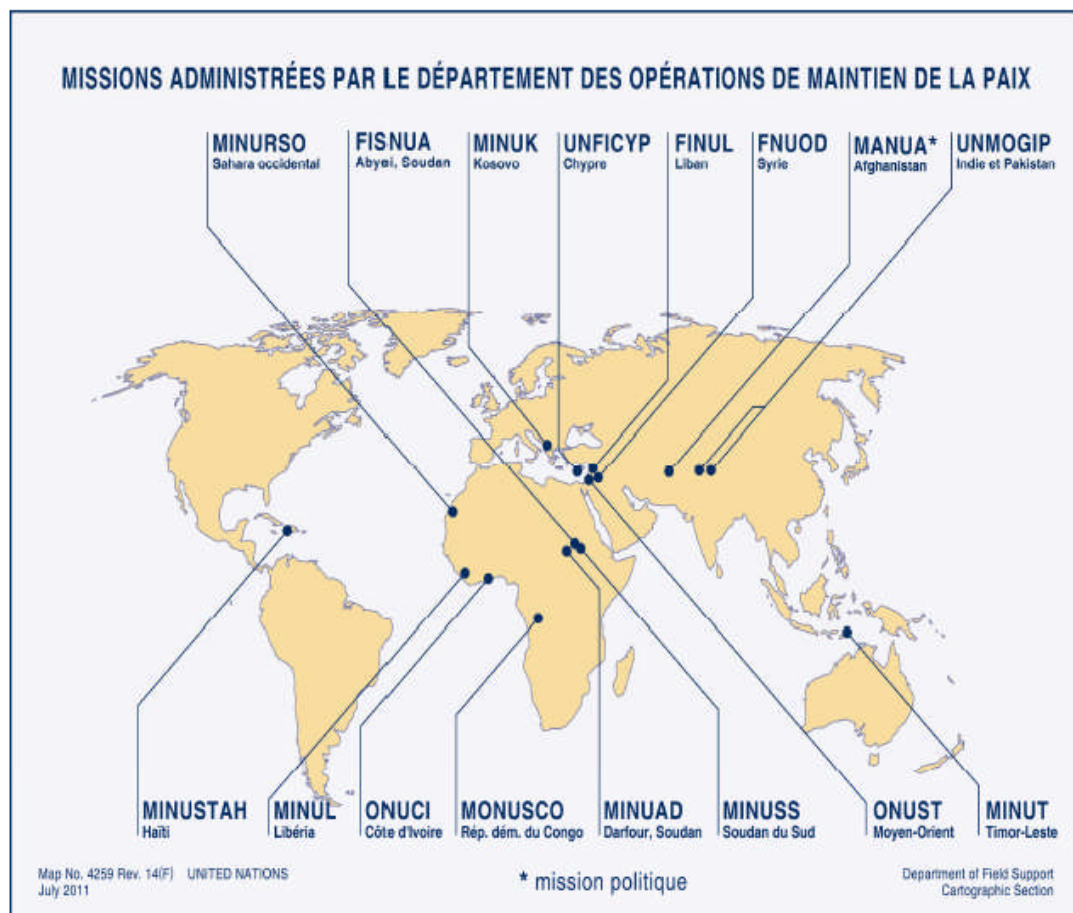 MISSIONS ADMINISTRÉES PAR LE DÉPARTEMENT DES OPÉRATIONS DE MAINTIEN DE LA PAIX
MINURSO
Sahara occidental
FISNUA
Abyei, Soudan
MINUK
Kosovo
UNFICYP
Chypre
FINUL
Liban
FNUOD
Syrie
MANUA*
Afghanistan
UNMOGIP
Indie et Pakistan
MINUSTAH
Haïti
MINUL
Libéria
ONUCI
Côte d'Ivoire
MONUSCO
Rép. dém. du Congo
MINUAD
Darfour, Soudan
MINUSS
Soudan du Sud
ONUST
Moyen-Orient
MINUT
Timor-Leste
Map No. 4259 Rev. 14(F) UNITED NATIONS
July 2011
* mission politique
Department of Field Support
Cartographic Section